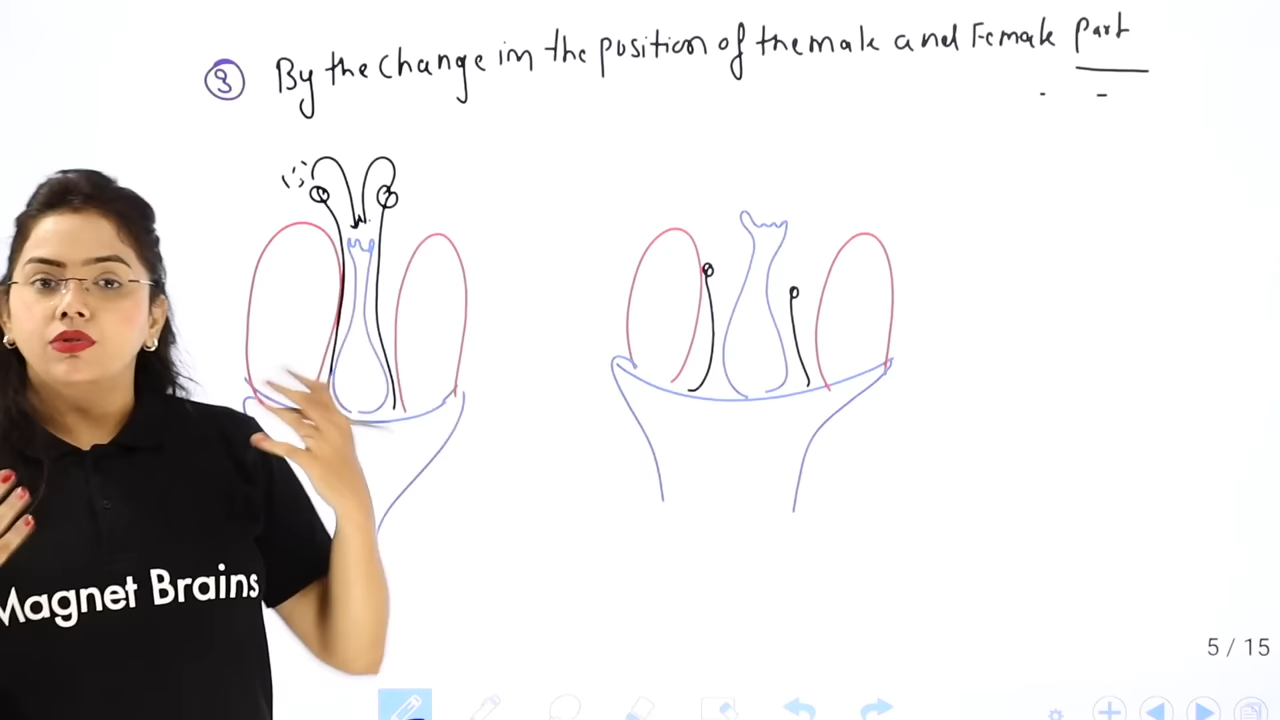 3 By the change in the position of the male and Female part
Magnet Brains
5 / 15